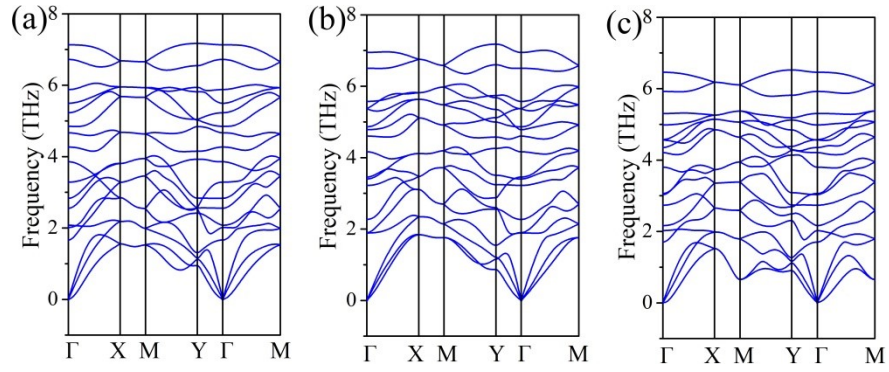 (a)
8
6
4
2
0
Frequency (THz)
Γ X M Y Γ M
(b)
8
6
4
2
0
Frequency (THz)
Γ X M Y Γ M
(c)
8
6
4
2
0
Frequency (THz)
Γ X M Y Γ M